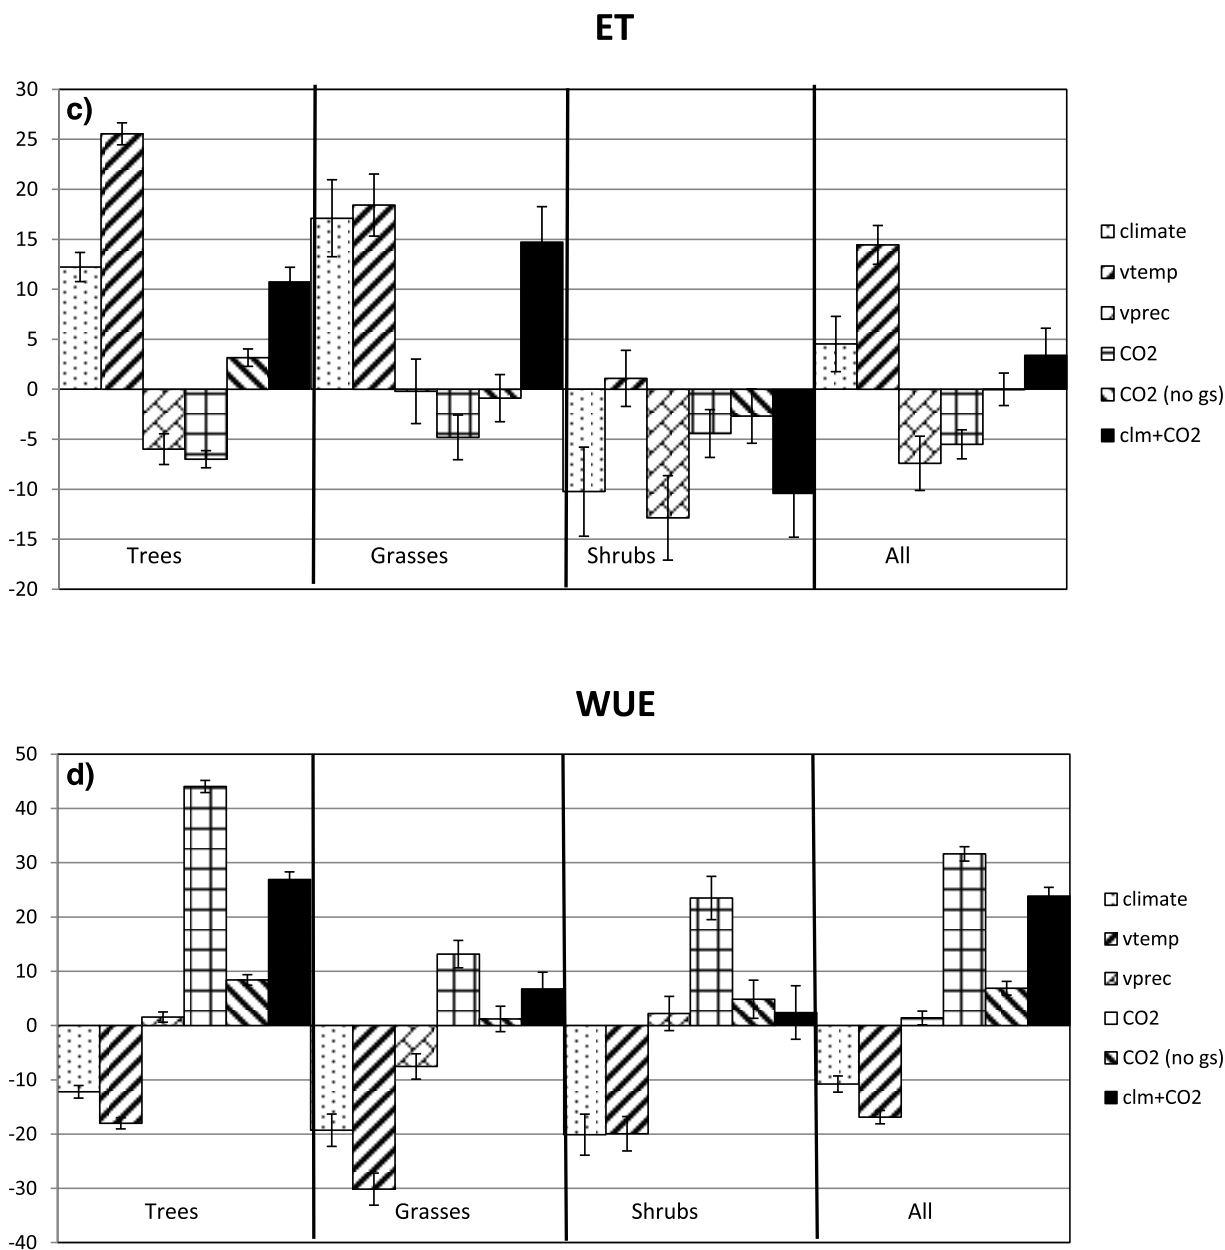 ET
c)
30
25
20
15
10
5
0
-5
-10
-15
-20
Trees Grasses Shrubs All
climate
vtemp
vprec
CO2
CO2 (no gs)
clm+CO2
WUE
d)
50
40
30
20
10
0
-10
-20
-30
-40
Trees Grasses Shrubs All
climate
vtemp
vprec
CO2
CO2 (no gs)
clm+CO2